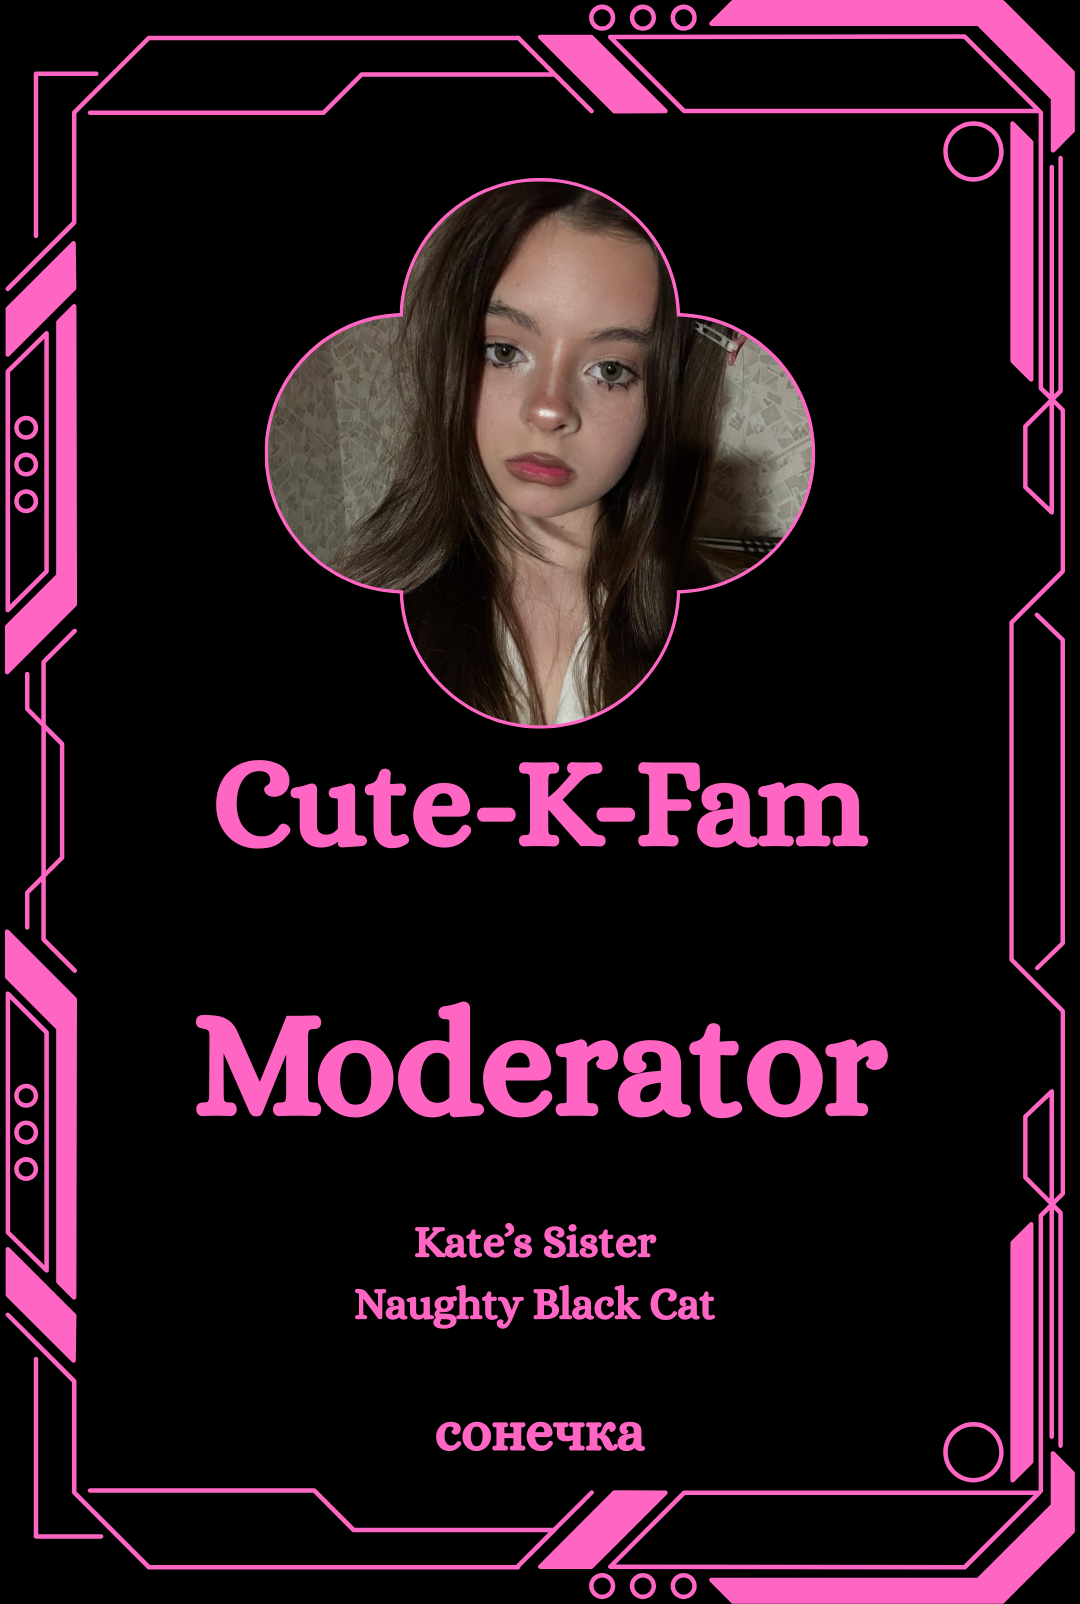 Cute-K-Fam
Moderator
Kate’s Sister
Naughty Black Cat
сонечка